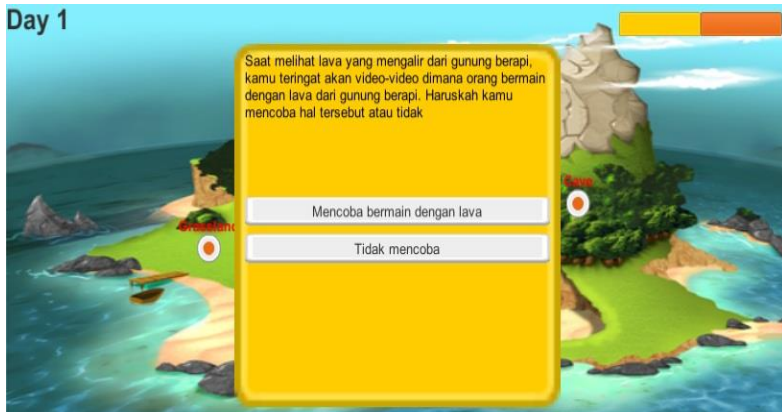 Day 1
Saat melihat lava yang mengalir dari gunung berapi,
kamu teringat akan video-video dimana orang bermain
dengan lava dari gunung berapi. Haruskah kamu
mencoba hal tersebut atau tidak
Cave
Mencoba bermain dengan lava
Tidak mencoba